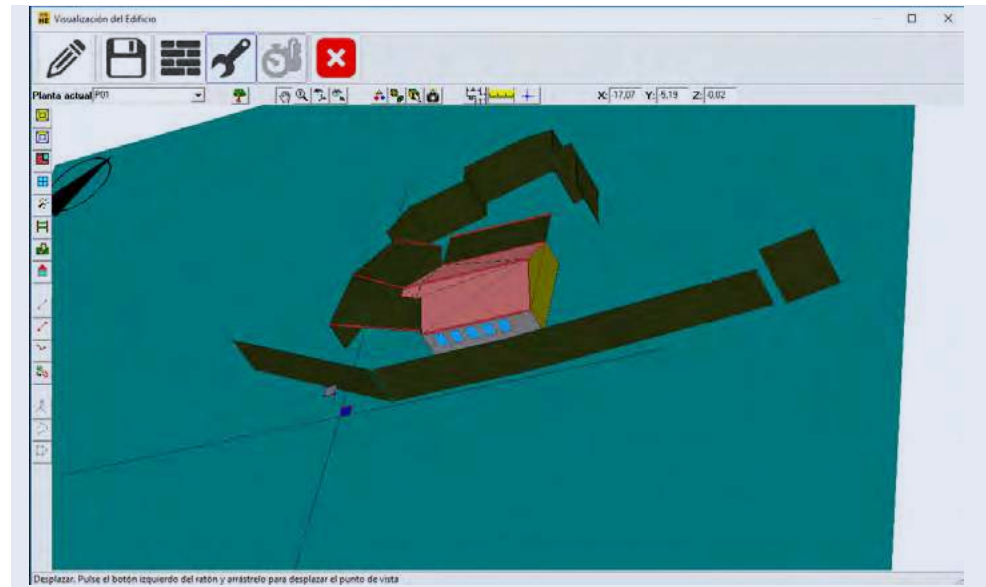 HE Visualización del Edificio
Planta actual P01 X: -17,07 Y: -5,19 Z: -0,02
Desplazar. Pulse el botón izquierdo del ratón y arrástrelo para desplazar el punto de vista